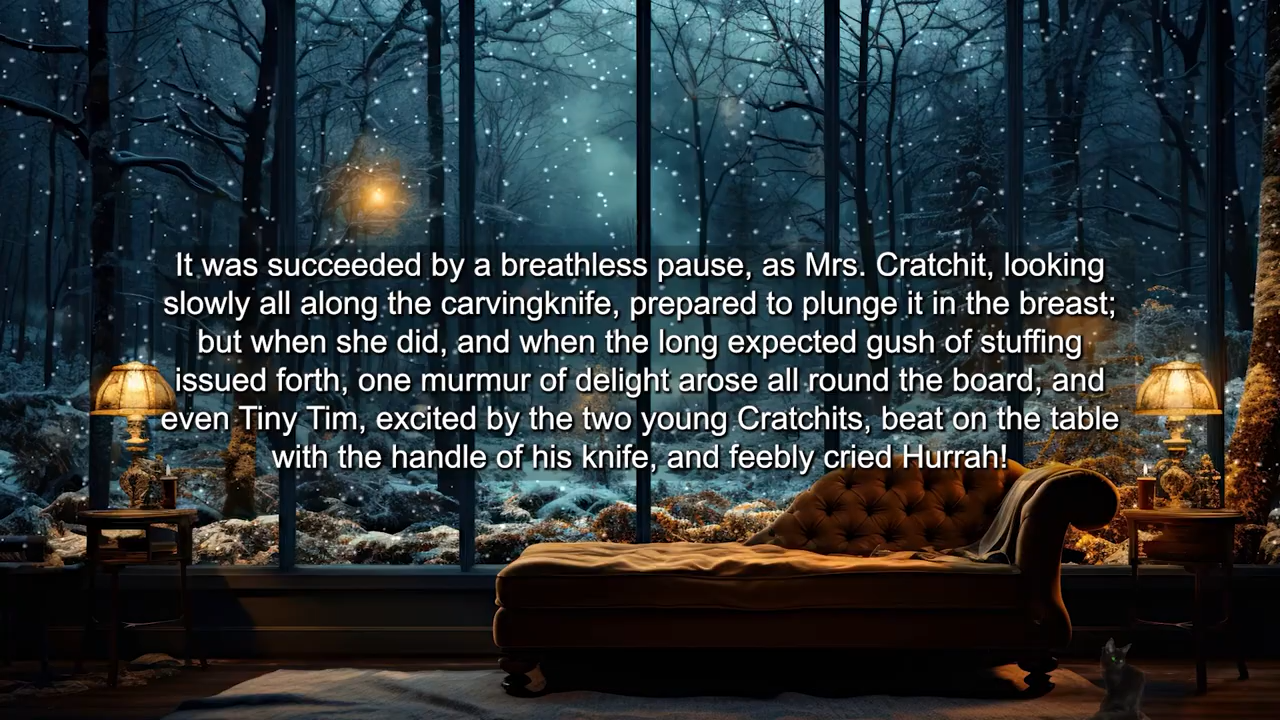 It was succeeded by a breathless pause, as Mrs. Cratchit, looking
slowly all along the carvingknife, prepared to plunge it in the breast;
but when she did, and when the long expected gush of stuffing
issued forth, one murmur of delight arose all round the board, and
even Tiny Tim, excited by the two young Cratchits, beat on the table
with the handle of his knife, and feebly cried Hurrah!